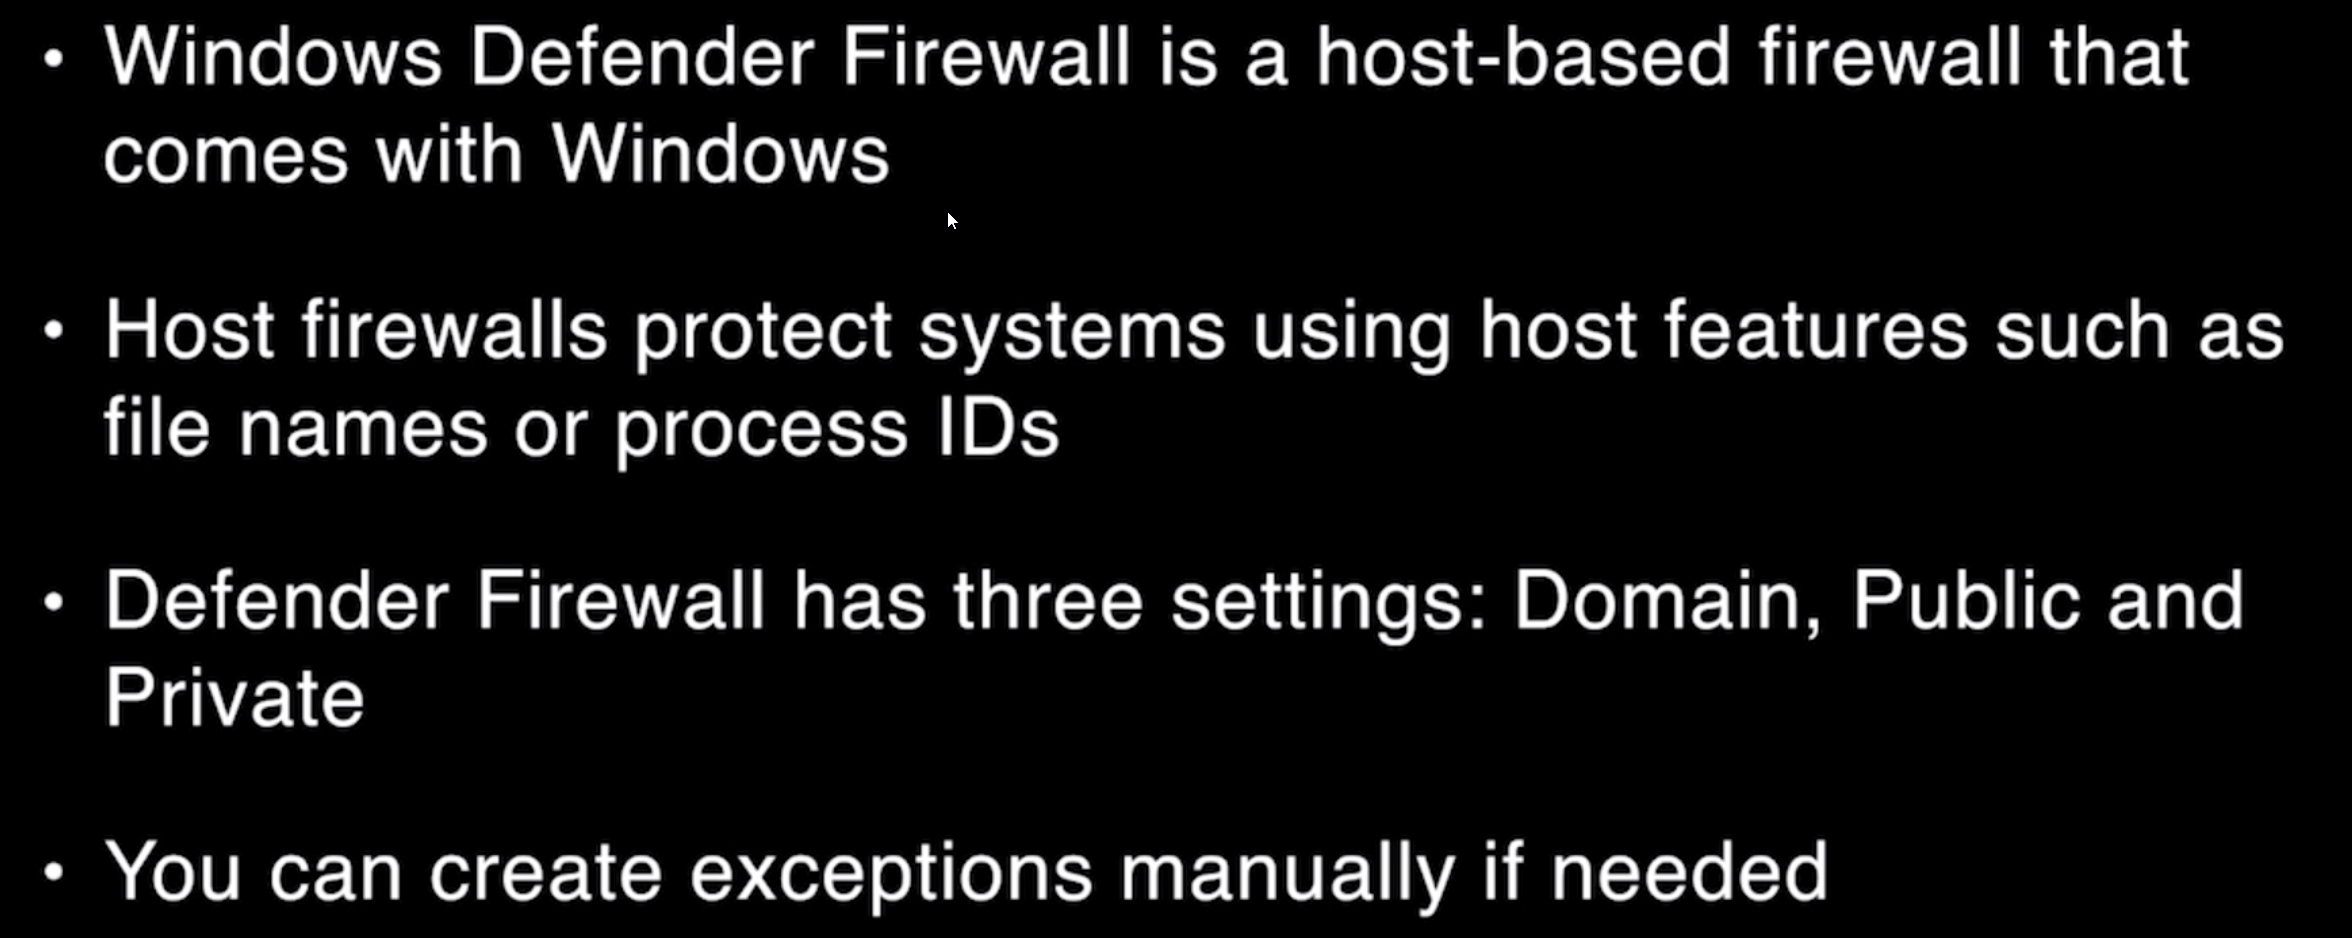 • Windows Defender Firewall is a host-based firewall that
comes with Windows
• Host firewalls protect systems using host features such as
file names or process IDs
• Defender Firewall has three settings: Domain, Public and
Private
• You can create exceptions manually if needed